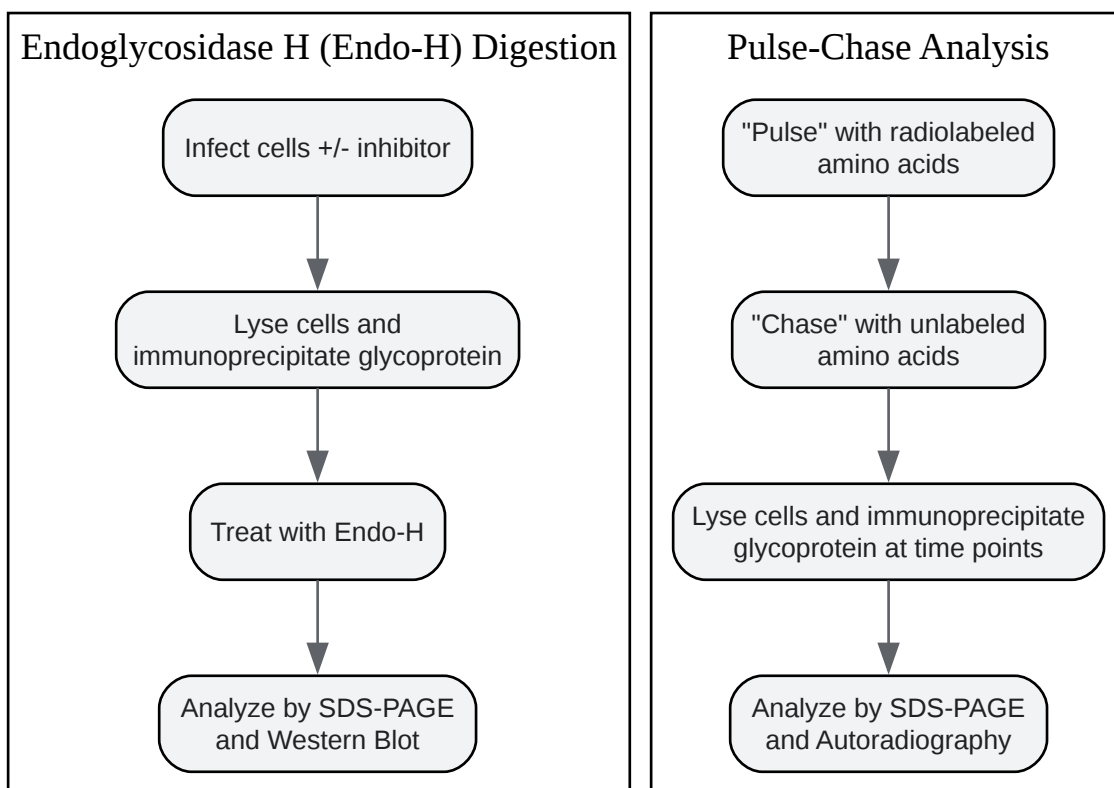 Endoglycosidase H (Endo-H) Digestion
Infect cells +/- inhibitor
Lyse cells and
immunoprecipitate glycoprotein
Treat with Endo-H
Analyze by SDS-PAGE
and Western Blot
Pulse-Chase Analysis
"Pulse" with radiolabeled
amino acids
"Chase" with unlabeled
amino acids
Lyse cells and immunoprecipitate
glycoprotein at time points
Analyze by SDS-PAGE
and Autoradiography